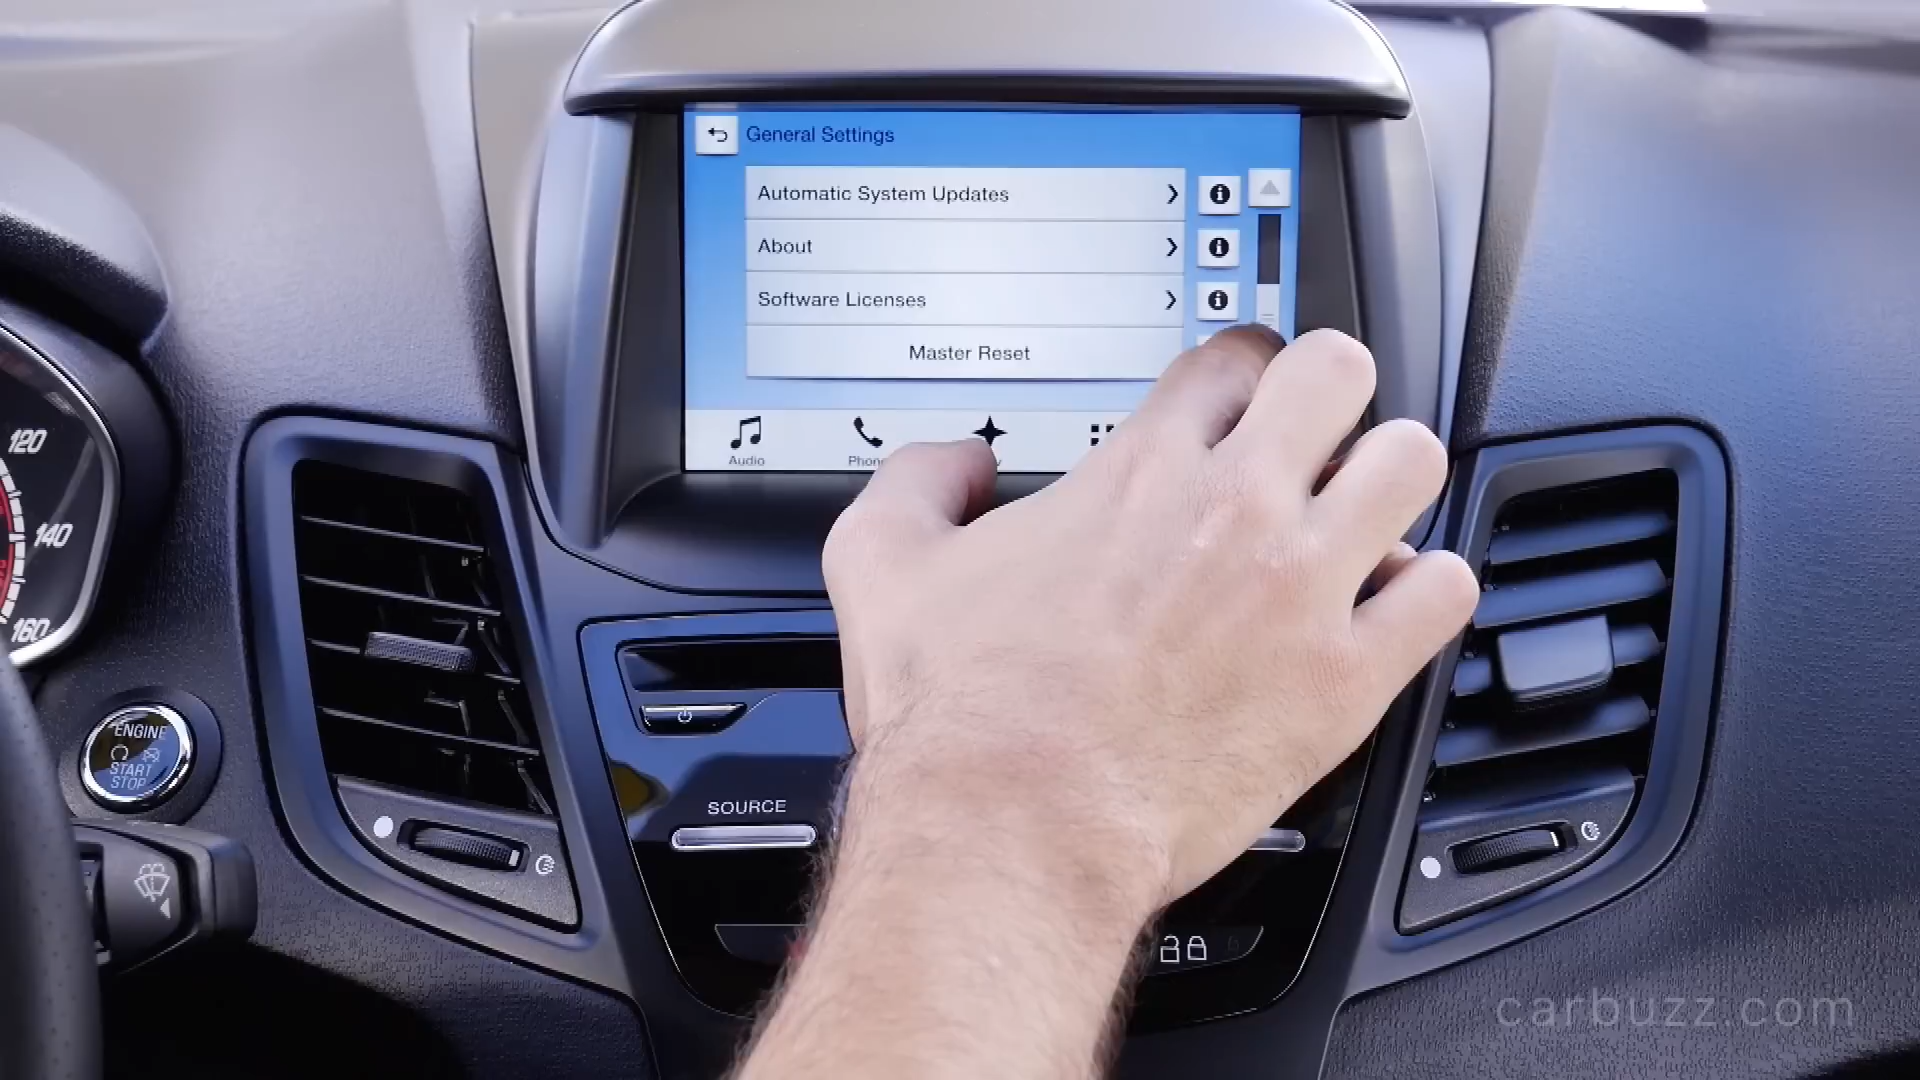 General Settings
Automatic System Updates
About
Software Licenses
Master Reset
Audio
120
140
160
ENGINE
START
STOP
SOURCE
carbuzz.com